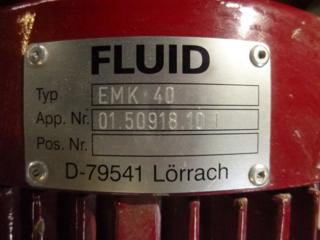 FLUID
Typ EMK 40
App. Nr. 01.50918.10 I
Pos. Nr.
D-79541 Lörrach